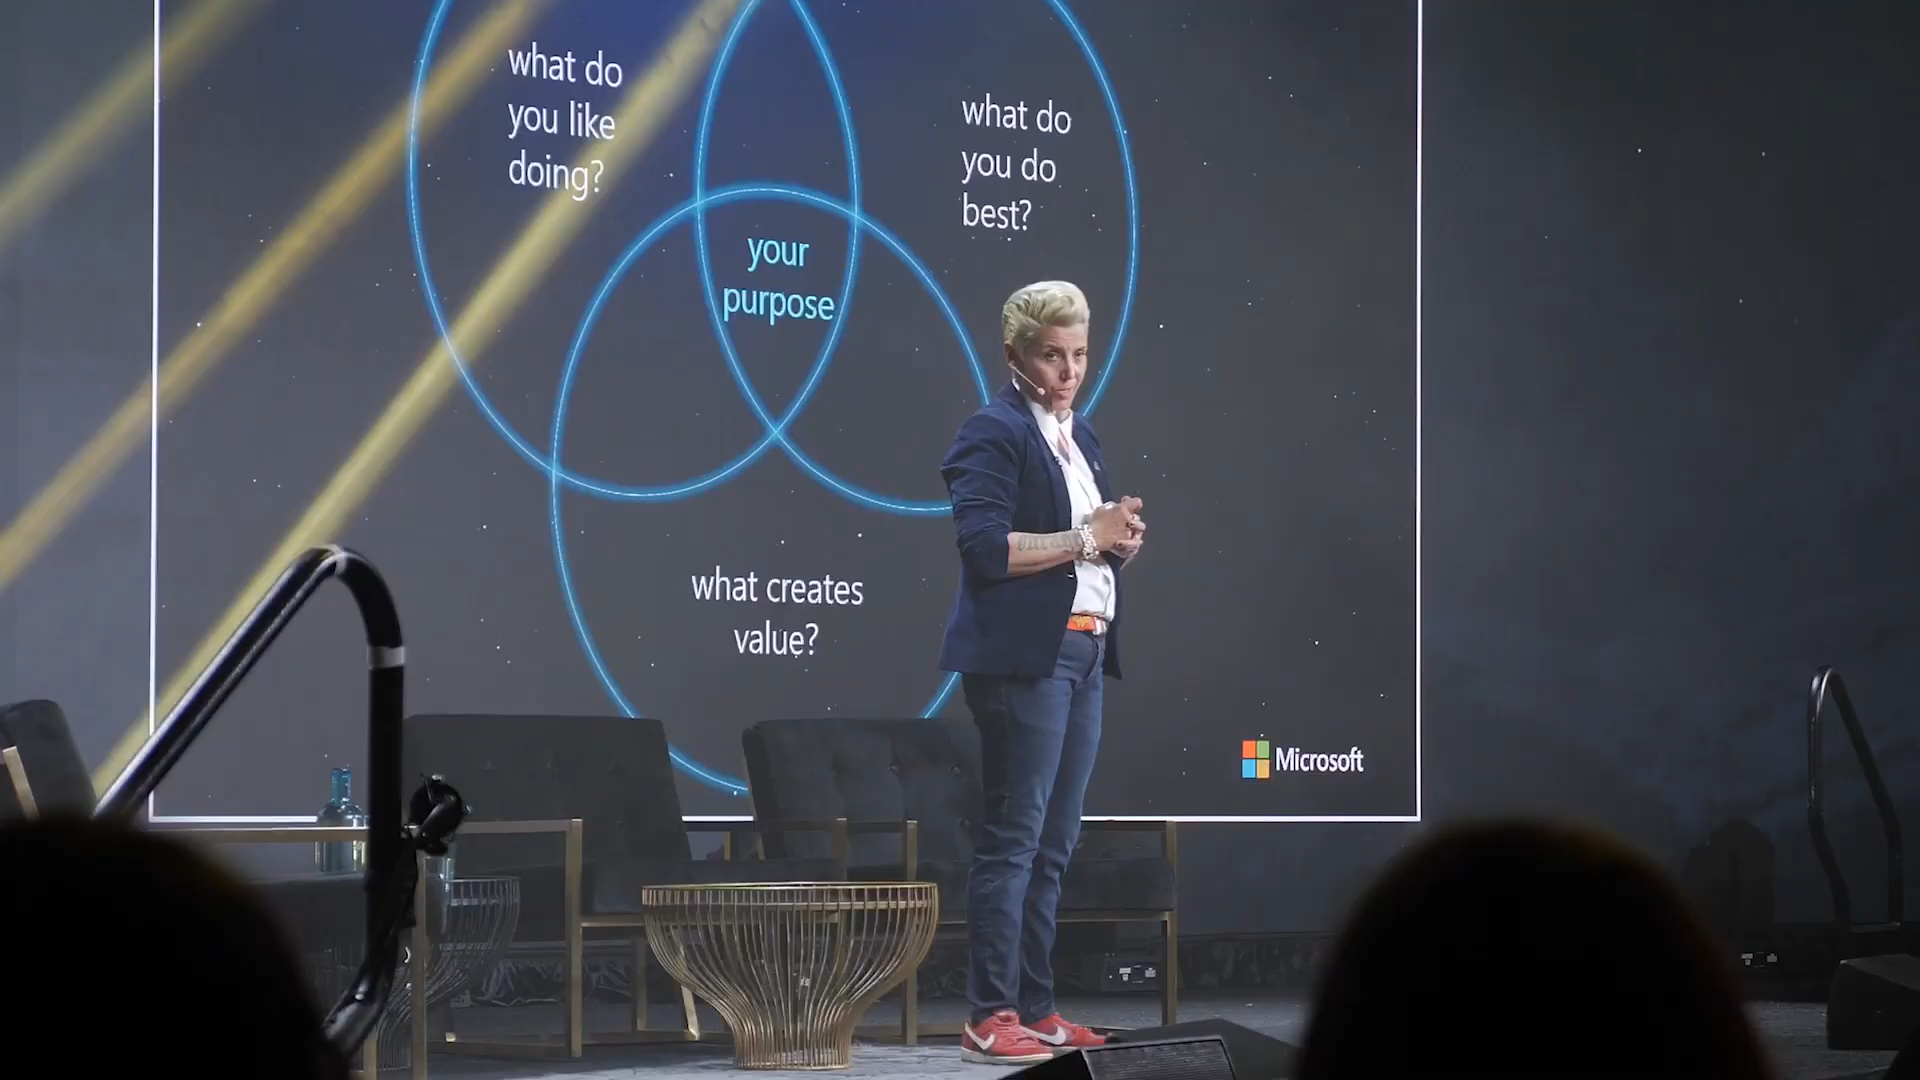 what do
you like
doing?
what do
you do
best?
your
purpose
what creates
value?
Microsoft